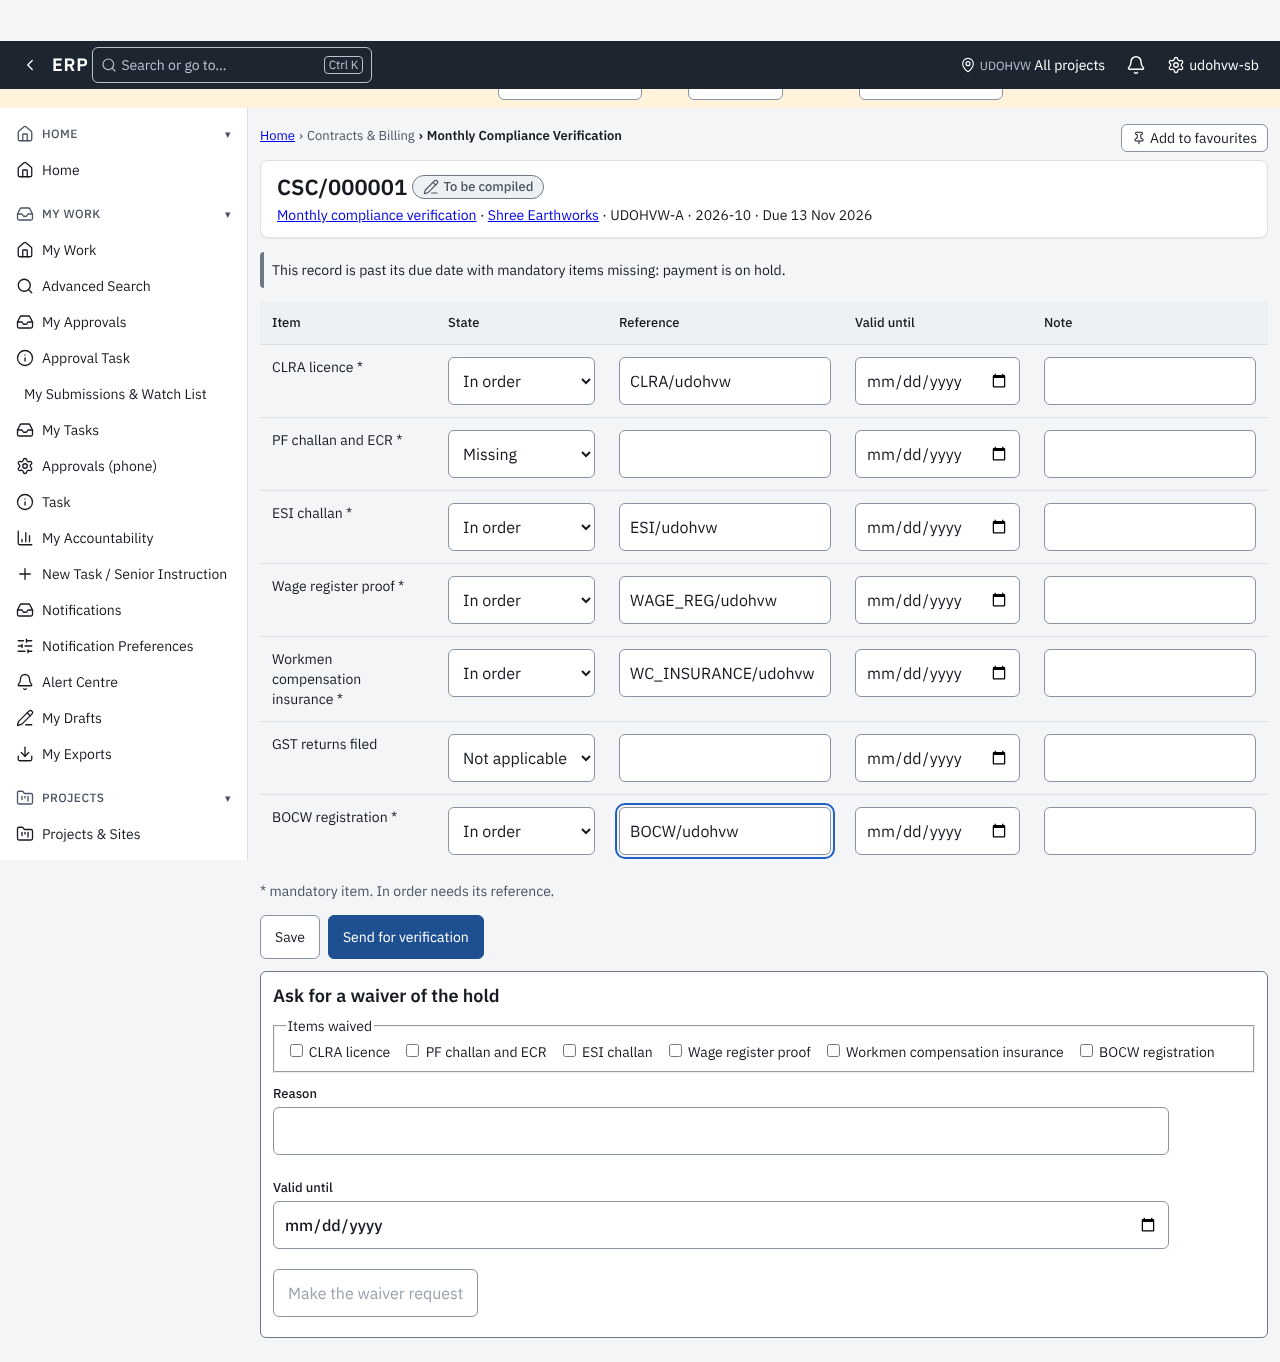 ERP
Search or go to...
Ctrl K
UDOHVW All projects
udohvw-sb
HOME
Home
MY WORK
My Work
Advanced Search
My Approvals
Approval Task
My Submissions & Watch List
My Tasks
Approvals (phone)
Task
My Accountability
New Task / Senior Instruction
Notifications
Notification Preferences
Alert Centre
My Drafts
My Exports
PROJECTS
Projects & Sites
Home › Contracts & Billing › Monthly Compliance Verification
Add to favourites
CSC/000001 To be compiled
Monthly compliance verification · Shree Earthworks · UDOHVW-A · 2026-10 · Due 13 Nov 2026
This record is past its due date with mandatory items missing: payment is on hold.
Item State Reference Valid until Note
CLRA licence * In order CLRA/udohvw mm/dd/yyyy
PF challan and ECR * Missing mm/dd/yyyy
ESI challan * In order ESI/udohvw mm/dd/yyyy
Wage register proof * In order WAGE_REG/udohvw mm/dd/yyyy
Workmen
compensation
insurance *
In order WC_INSURANCE/udohvw mm/dd/yyyy
GST returns filed Not applicable mm/dd/yyyy
BOCW registration * In order BOCW/udohvw mm/dd/yyyy
* mandatory item. In order needs its reference.
Save Send for verification
Ask for a waiver of the hold
Items waived
CLRA licence PF challan and ECR ESI challan Wage register proof Workmen compensation insurance BOCW registration
Reason
Valid until
mm/dd/yyyy
Make the waiver request